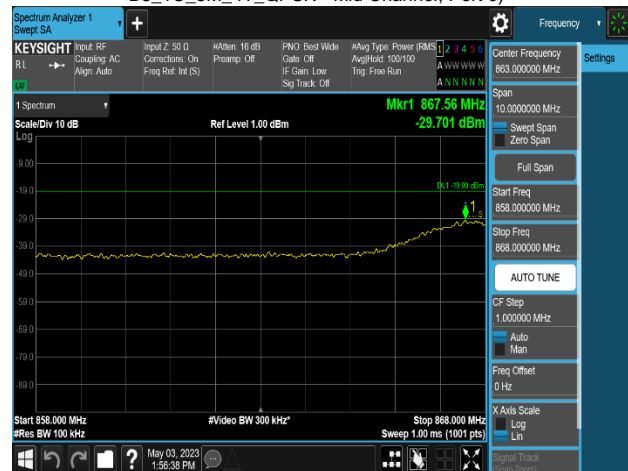 Spectrum Analyzer 1
Swept SA
Frequency
KEYSIGHT
Input: RF
Coupling: AC
Align: Auto
Input Z: 50 Ω
Corrections: On
Freq Ref: Int (S)
#Atten: 16 dB
Preamp: Off
PNO: Best Wide
Gate: Off
IF Gain: Low
Sig Track: Off
#Avg Type: Power (RMS
Avg|Hold: 100/100
Trig: Free Run
1 2 3 4 5 6
A W W W W W
A N N N N N
RL
1 Spectrum
Scale/Div 10 dB
Log
Ref Level 1.00 dBm
Mkr1 867.56 MHz
-29.701 dBm
DL1 -19.00 dBm
1
S
-9.00
-19.0
-29.0
-39.0
-49.0
-59.0
-69.0
-79.0
-89.0
Start 858.000 MHz
#Res BW 100 kHz
#Video BW 300 kHz*
Stop 868.000 MHz
Sweep 1.00 ms (1001 pts)
May 03, 2023
1:56:38 PM
Center Frequency
863.000000 MHz
Settings
Span
10.0000000 MHz
Swept Span
Zero Span
Full Span
Start Freq
858.000000 MHz
Stop Freq
868.000000 MHz
AUTO TUNE
CF Step
1.000000 MHz
Auto
Man
Freq Offset
0 Hz
X Axis Scale
Log
Lin
Signal Track
(Span Zoom)